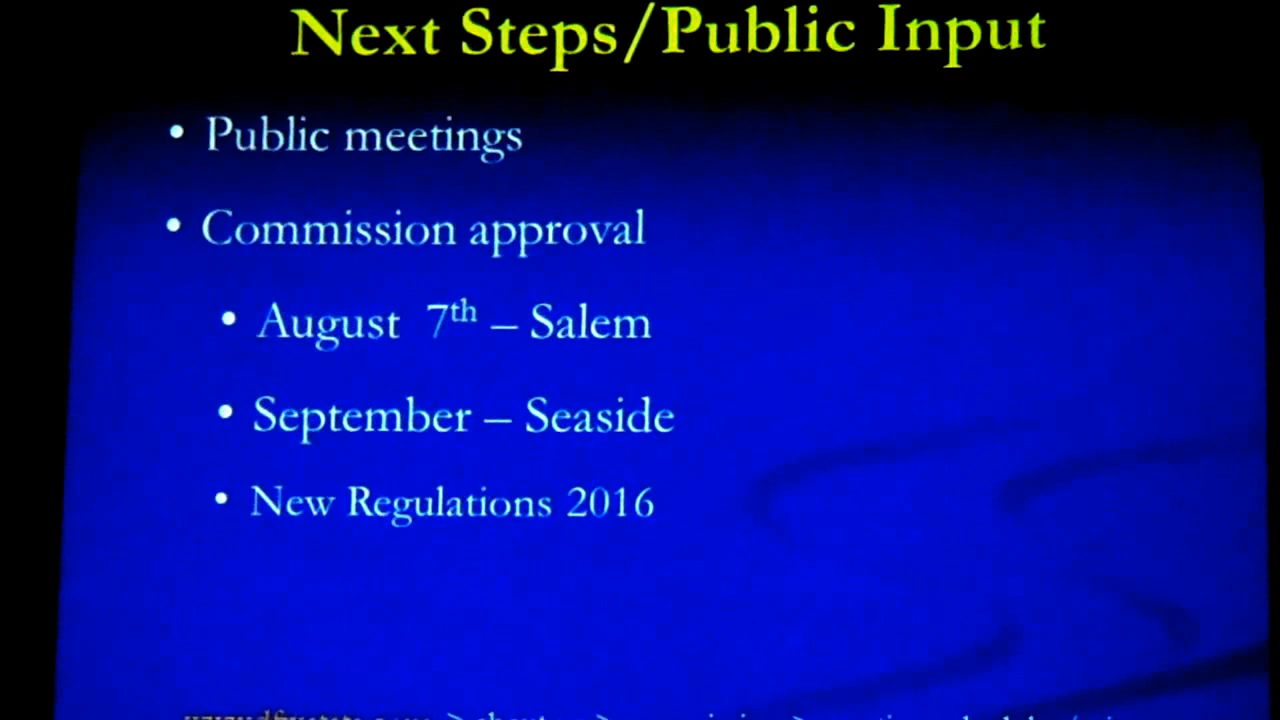 Next Steps/Public Input
• Public meetings
• Commission approval
• August 7th – Salem
• September – Seaside
• New Regulations 2016